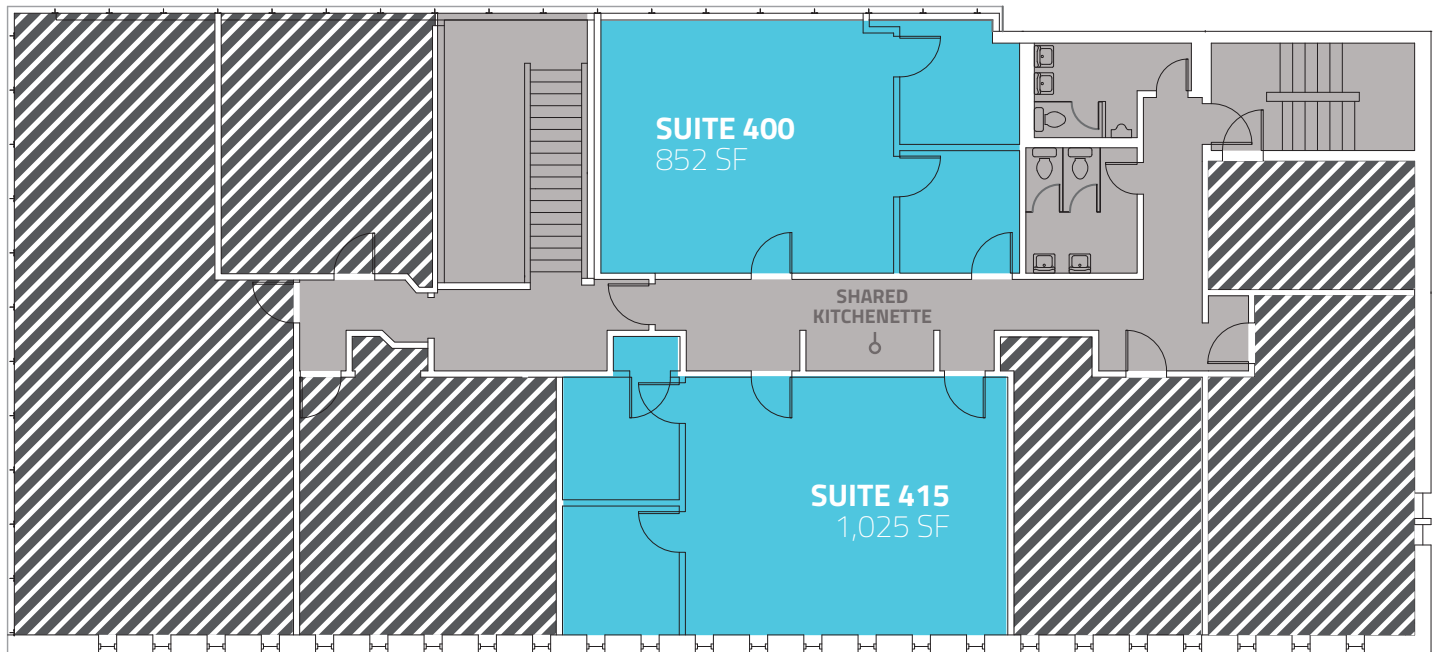 SUITE 400
852 SF
SHARED
KITCHENETTE
SUITE 415
1,025 SF